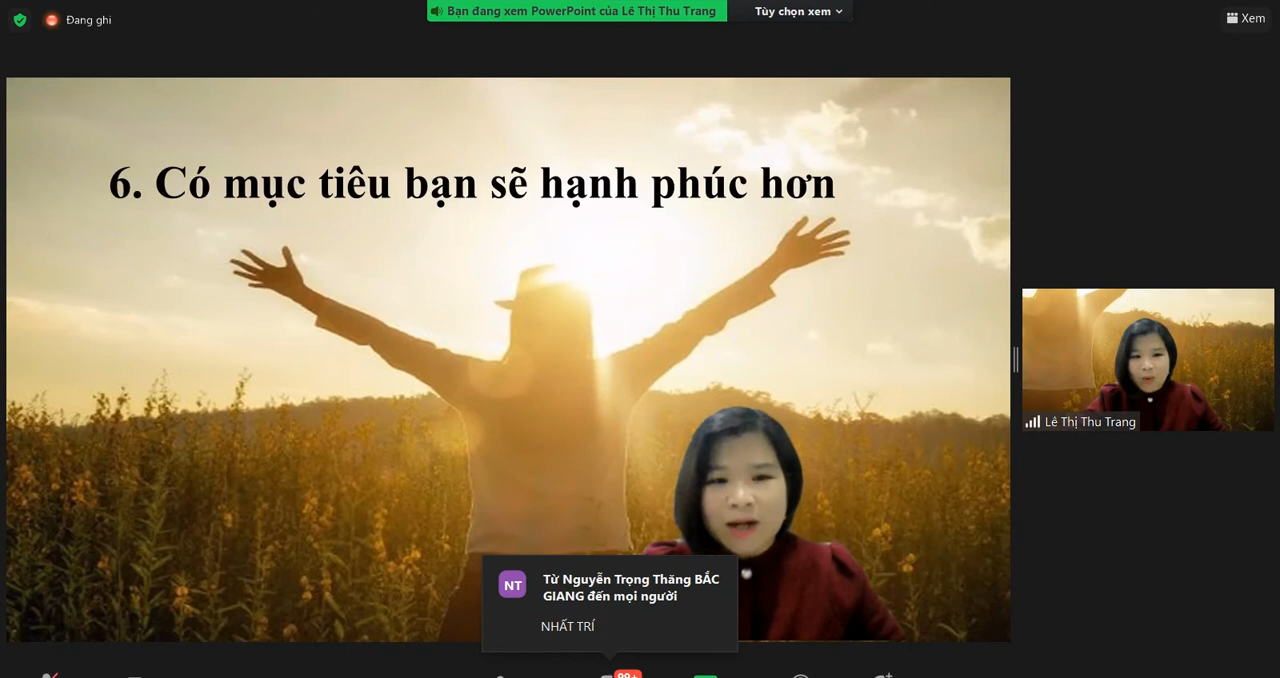 Đang ghi
Bạn đang xem PowerPoint của Lê Thị Thu Trang
Tùy chọn xem
Xem
6. Có mục tiêu bạn sẽ hạnh phúc hơn
Lê Thị Thu Trang
NT
Từ Nguyễn Trọng Thăng BẮC
GIANG đến mọi người
NHẤT TRÍ
99+